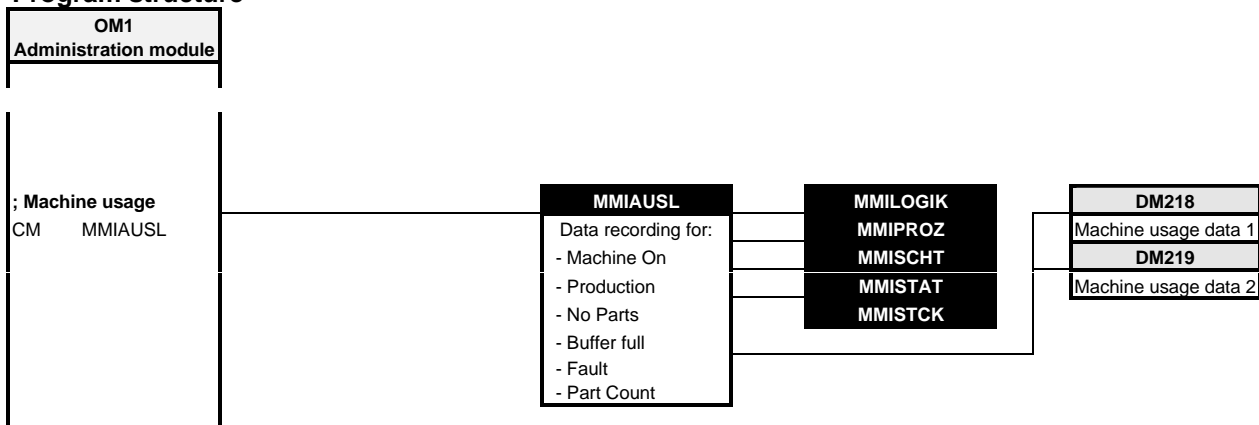 Program structure
OM1
Administration module
; Machine usage
CM MMIAUSL
MMIAUSL
Data recording for:
- Machine On
- Production
- No Parts
- Buffer full
- Fault
- Part Count
MMILOGIK
MMIPROZ
MMISCHT
MMISTAT
MMISTCK
DM218
Machine usage data 1
DM219
Machine usage data 2